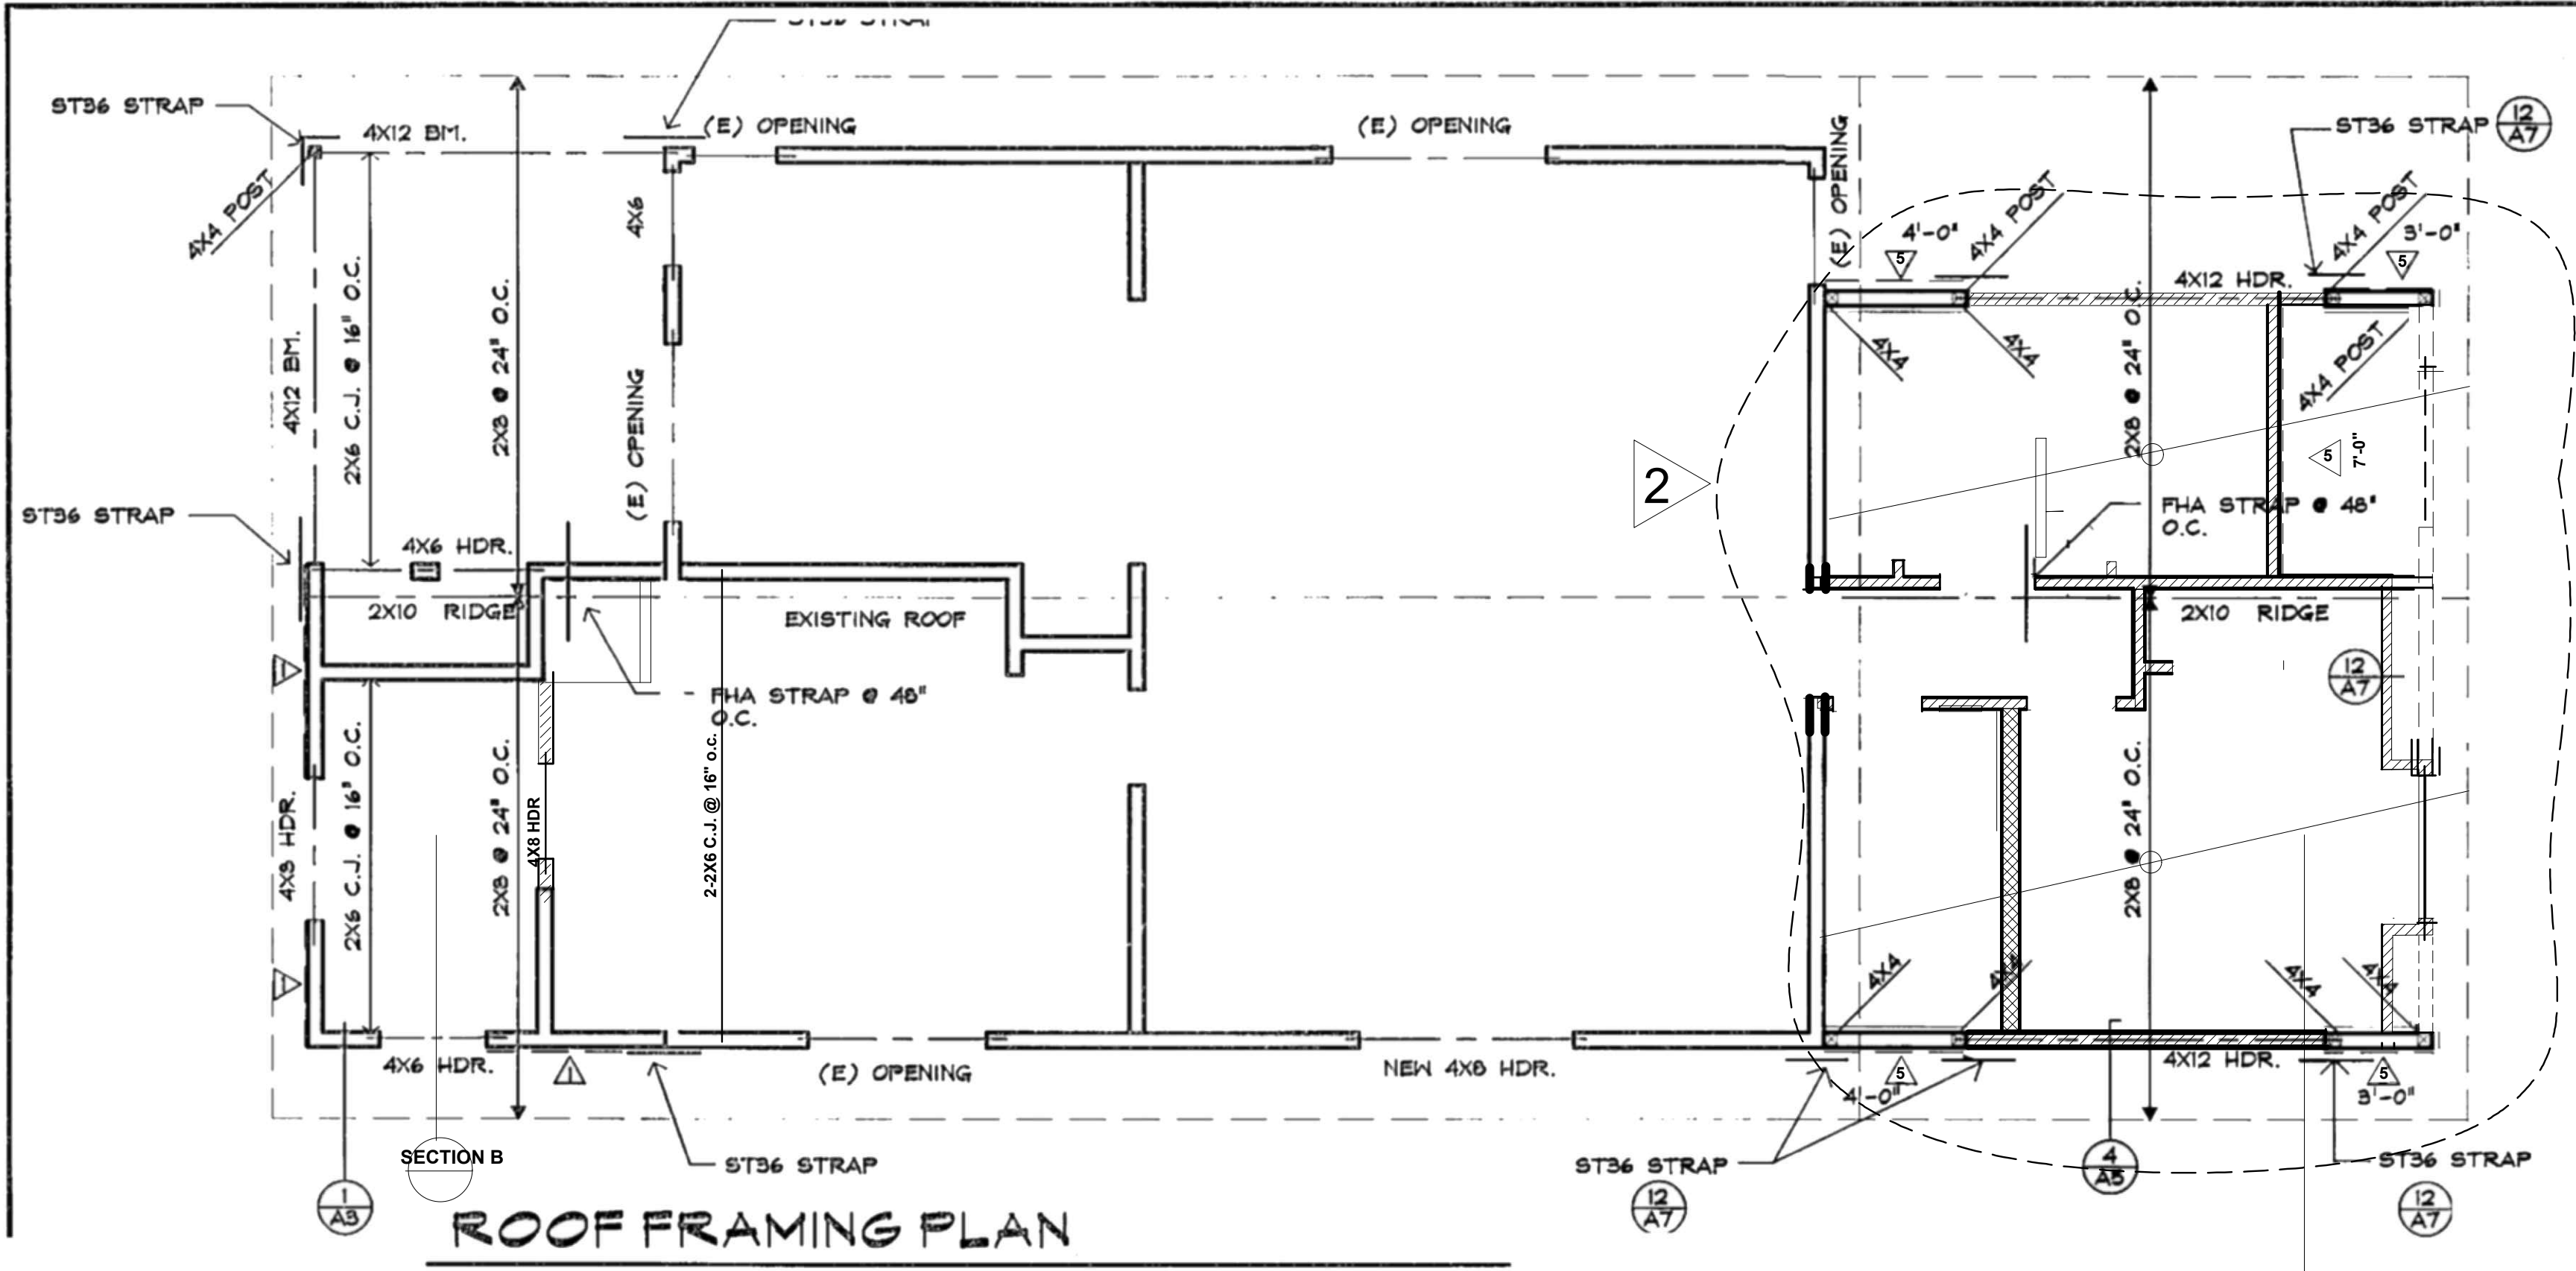 ST36 STRAP
4X12 BM.
(E) OPENING
(E) OPENING
(E) OPENING
ST36 STRAP
12
A7
4X4 POST
4X12 BM.
2X6 C.J. @ 16" O.C.
2X8 @ 24" O.C.
4X6
(E) OPENING
4'-0"
5
4X4 POST
4X4 POST
3'-0"
5
4X12 HDR.
4X4
4X4
4X4 POST
2X8 @ 24" O.C.
2
5
7'-0"
ST36 STRAP
4X6 HDR.
FHA STRAP @ 48"
O.C.
2X10 RIDGE
EXISTING ROOF
2X10 RIDGE
1
12
A7
FHA STRAP @ 48"
O.C.
4X8 HDR.
2X6 C.J. @ 16" O.C.
2X8 @ 24" O.C.
4X8 HDR
2-2X6 C.J. @ 16" o.c.
2X8 @ 24" O.C.
1
4X4
4X4
4X4
4X4
4X6 HDR.
1
(E) OPENING
NEW 4X8 HDR.
5
4'-0"
4X12 HDR.
5
3'-0"
SECTION B
ST36 STRAP
ST36 STRAP
12
A7
4
A5
ST36 STRAP
12
A7
1
A3
ROOF FRAMING PLAN